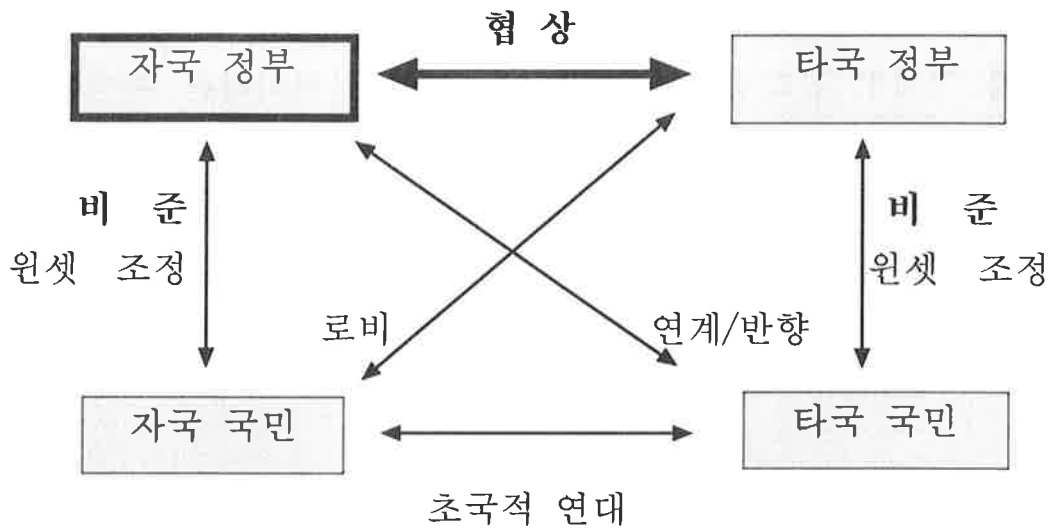 협 상
자국 정부
타국 정부
비 준
윈셋 조정
비 준
윈셋 조정
로비
연계/반향
자국 국민
타국 국민
초국적 연대